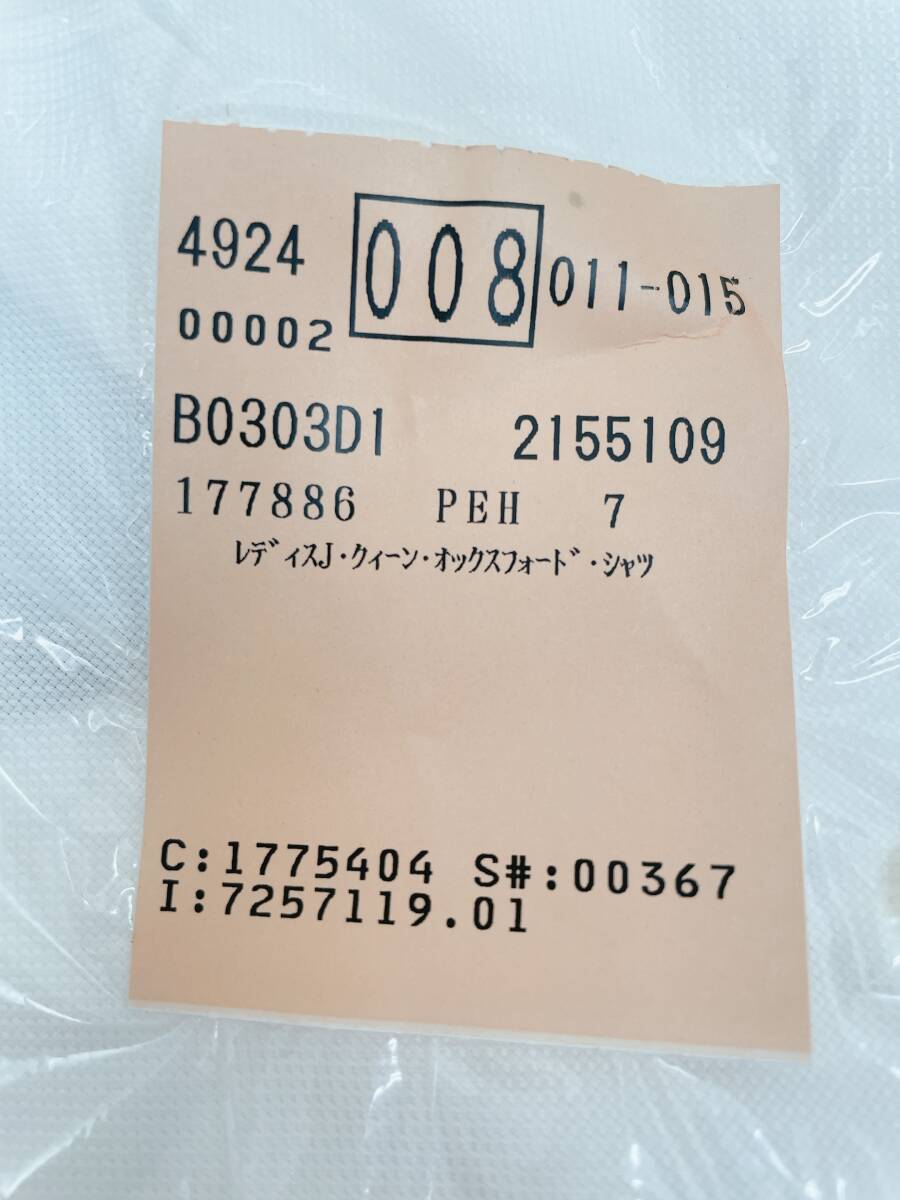 4924 008 011-015
00002
B0303D1 2155109
177886 PEH 7
ﾚﾃﾞｨｽJ･ｸｨｰﾝ･ｵｯｸｽﾌｫｰﾄﾞ･ｼｬﾂ
C:1775404 S#:00367
I:7257119.01